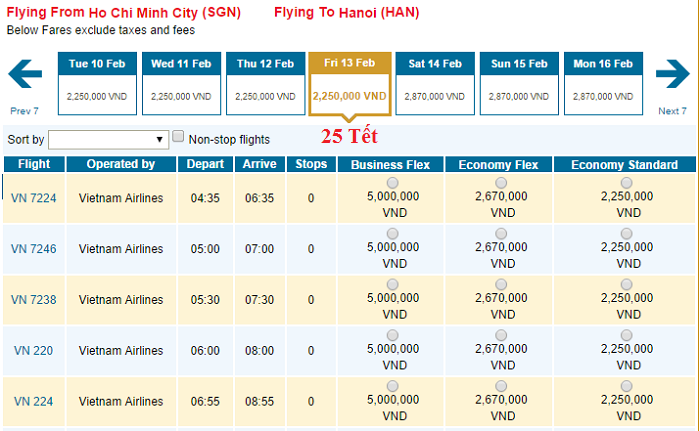 Flying From Ho Chi Minh City (SGN) Flying To Hanoi (HAN)
Below Fares exclude taxes and fees
Tue 10 Feb Wed 11 Feb Thu 12 Feb Fri 13 Feb Sat 14 Feb Sun 15 Feb Mon 16 Feb
2,250,000 VND 2,250,000 VND 2,250,000 VND 2,250,000 VND 2,870,000 VND 2,870,000 VND 2,870,000 VND
Prev 7 Next 7
Sort by Non-stop flights 25 Tết
Flight Operated by Depart Arrive Stops Business Flex Economy Flex Economy Standard
VN 7224 Vietnam Airlines 04:35 06:35 0 5,000,000 VND 2,670,000 VND 2,250,000 VND
VN 7246 Vietnam Airlines 05:00 07:00 0 5,000,000 VND 2,670,000 VND 2,250,000 VND
VN 7238 Vietnam Airlines 05:30 07:30 0 5,000,000 VND 2,670,000 VND 2,250,000 VND
VN 220 Vietnam Airlines 06:00 08:00 0 5,000,000 VND 2,670,000 VND 2,250,000 VND
VN 224 Vietnam Airlines 06:55 08:55 0 5,000,000 VND 2,670,000 VND 2,250,000 VND